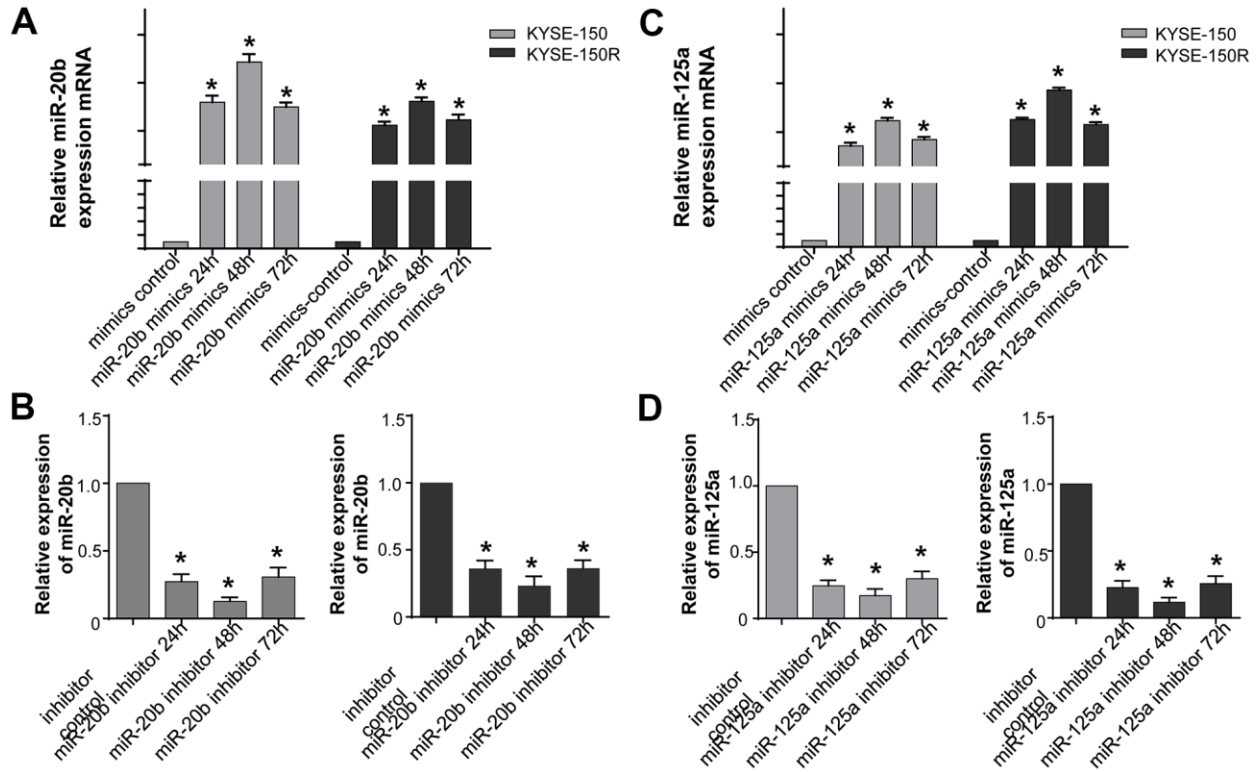 A
Relative miR-20b
expression mRNA
KYSE-150
KYSE-150R
*
*
*
*
*
*
mimics control
miR-20b mimics 24h
miR-20b mimics 48h
miR-20b mimics 72h
mimics-control
miR-20b mimics 24h
miR-20b mimics 48h
miR-20b mimics 72h
C
Relative miR-125a
expression mRNA
KYSE-150
KYSE-150R
*
*
*
*
*
*
mimics control
miR-125a mimics 24h
miR-125a mimics 48h
miR-125a mimics 72h
mimics-control
miR-125a mimics 24h
miR-125a mimics 48h
miR-125a mimics 72h
B
Relative expression
of miR-20b
1.5
1.0
0.5
0
*
*
*
inhibitor
control
miR-20b inhibitor 24h
miR-20b inhibitor 48h
miR-20b inhibitor 72h
Relative expression
of miR-20b
1.5
1.0
0.5
0
*
*
*
inhibitor
control
miR-20b inhibitor 24h
miR-20b inhibitor 48h
miR-20b inhibitor 72h
D
Relative expression
of miR-125a
1.5
1.0
0.5
0
*
*
*
inhibitor
control
miR-125a inhibitor 24h
miR-125a inhibitor 48h
miR-125a inhibitor 72h
Relative expression
of miR-125a
1.5
1.0
0.5
0
*
*
*
inhibitor
control
miR-125a inhibitor 24h
miR-125a inhibitor 48h
miR-125a inhibitor 72h